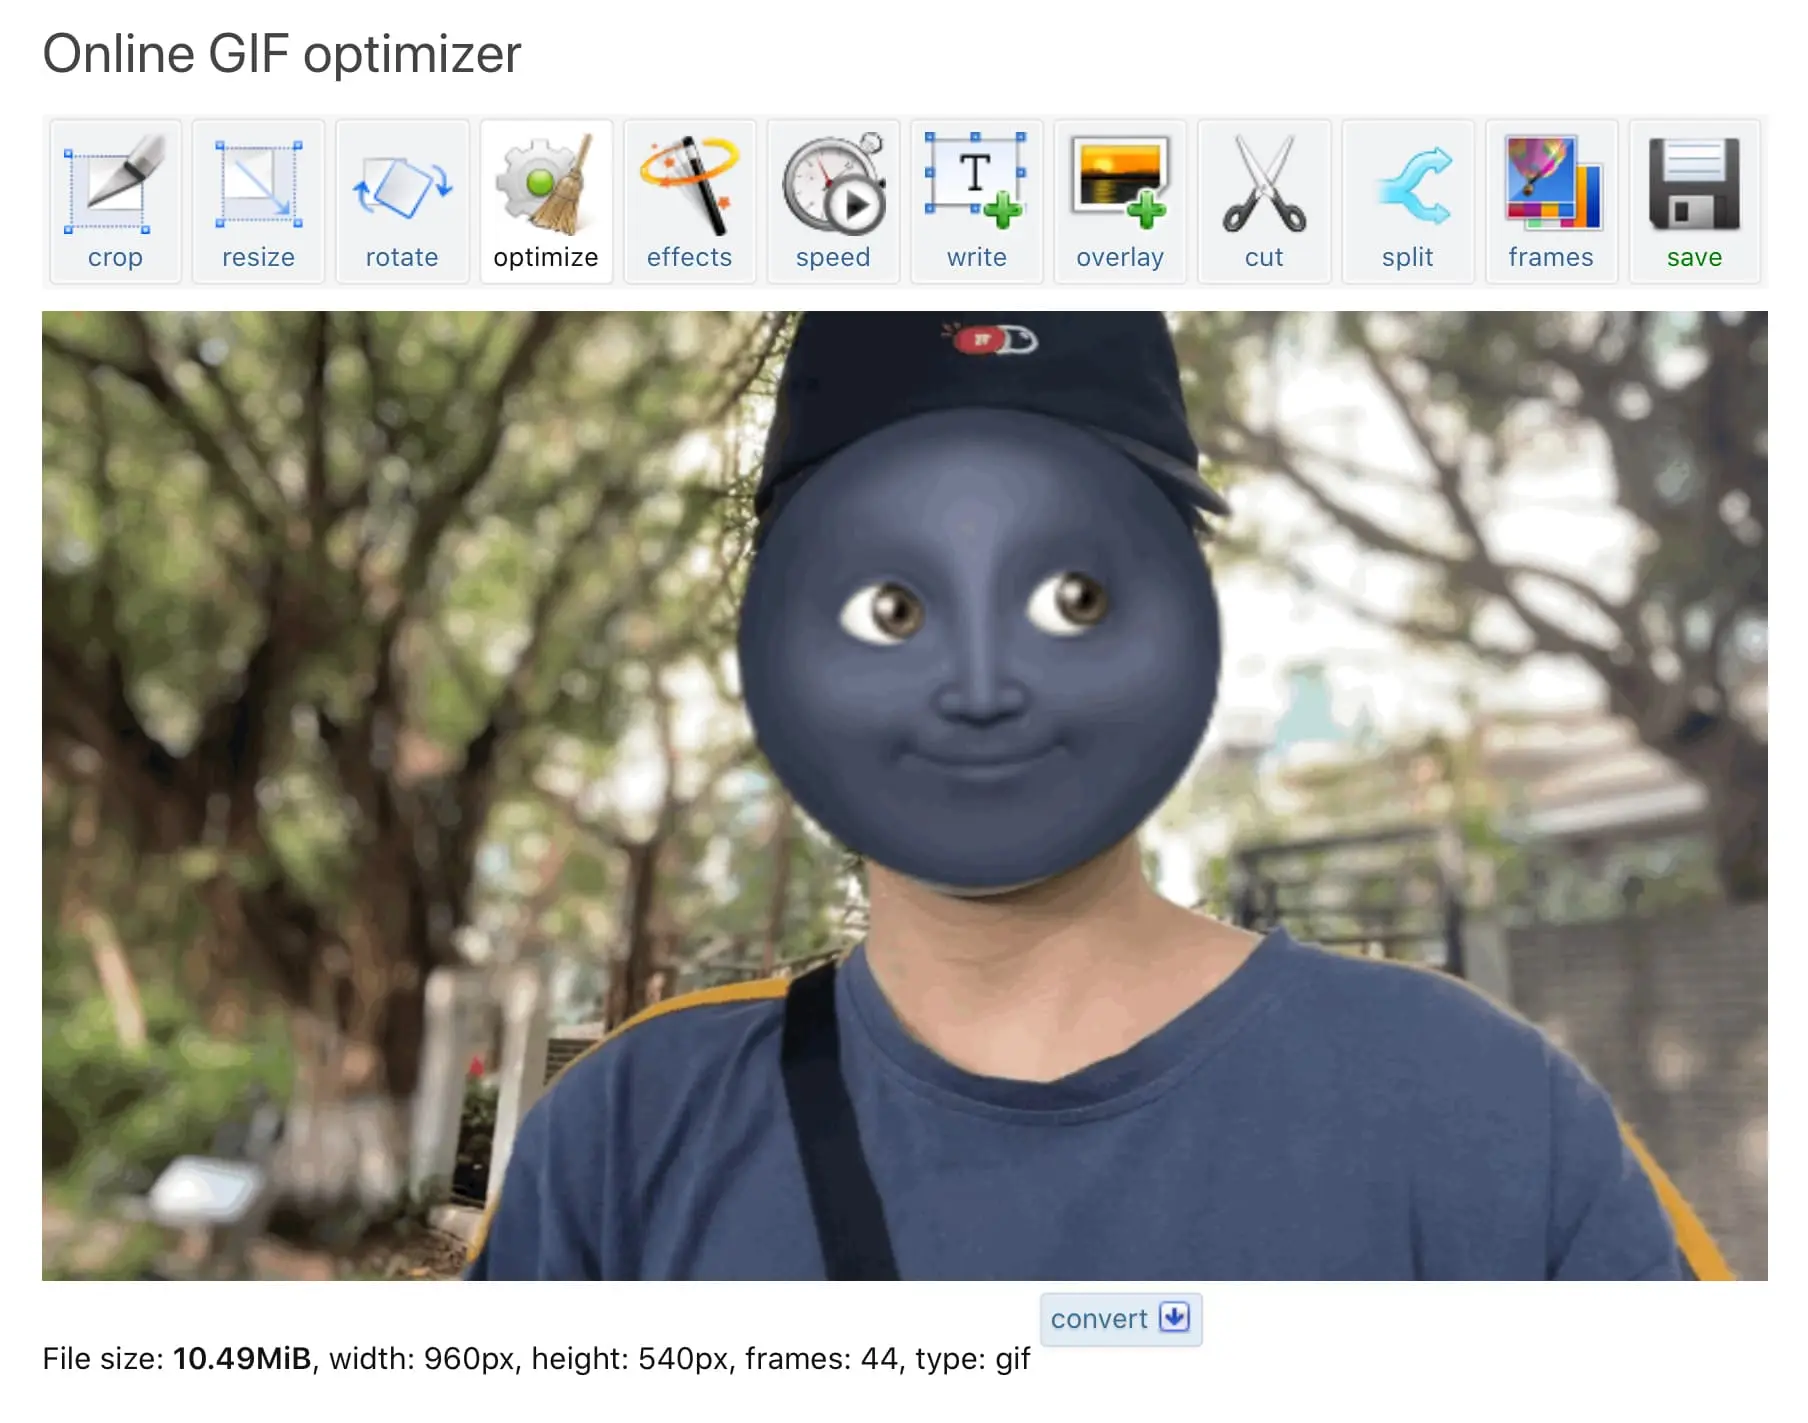 Online GIF optimizer
crop resize rotate optimize effects speed write overlay cut split frames save
convert
File size: 10.49MiB, width: 960px, height: 540px, frames: 44, type: gif